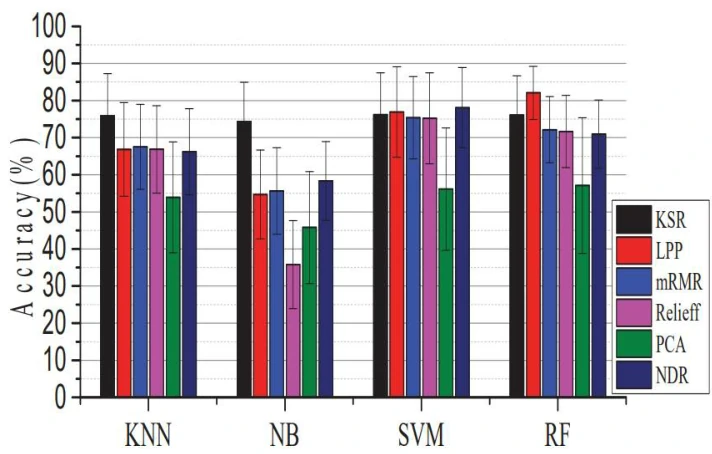 Accuracy(%)
100
90
80
70
60
50
40
30
20
10
0
KNN NB SVM RF
KSR
LPP
mRMR
Relieff
PCA
NDR